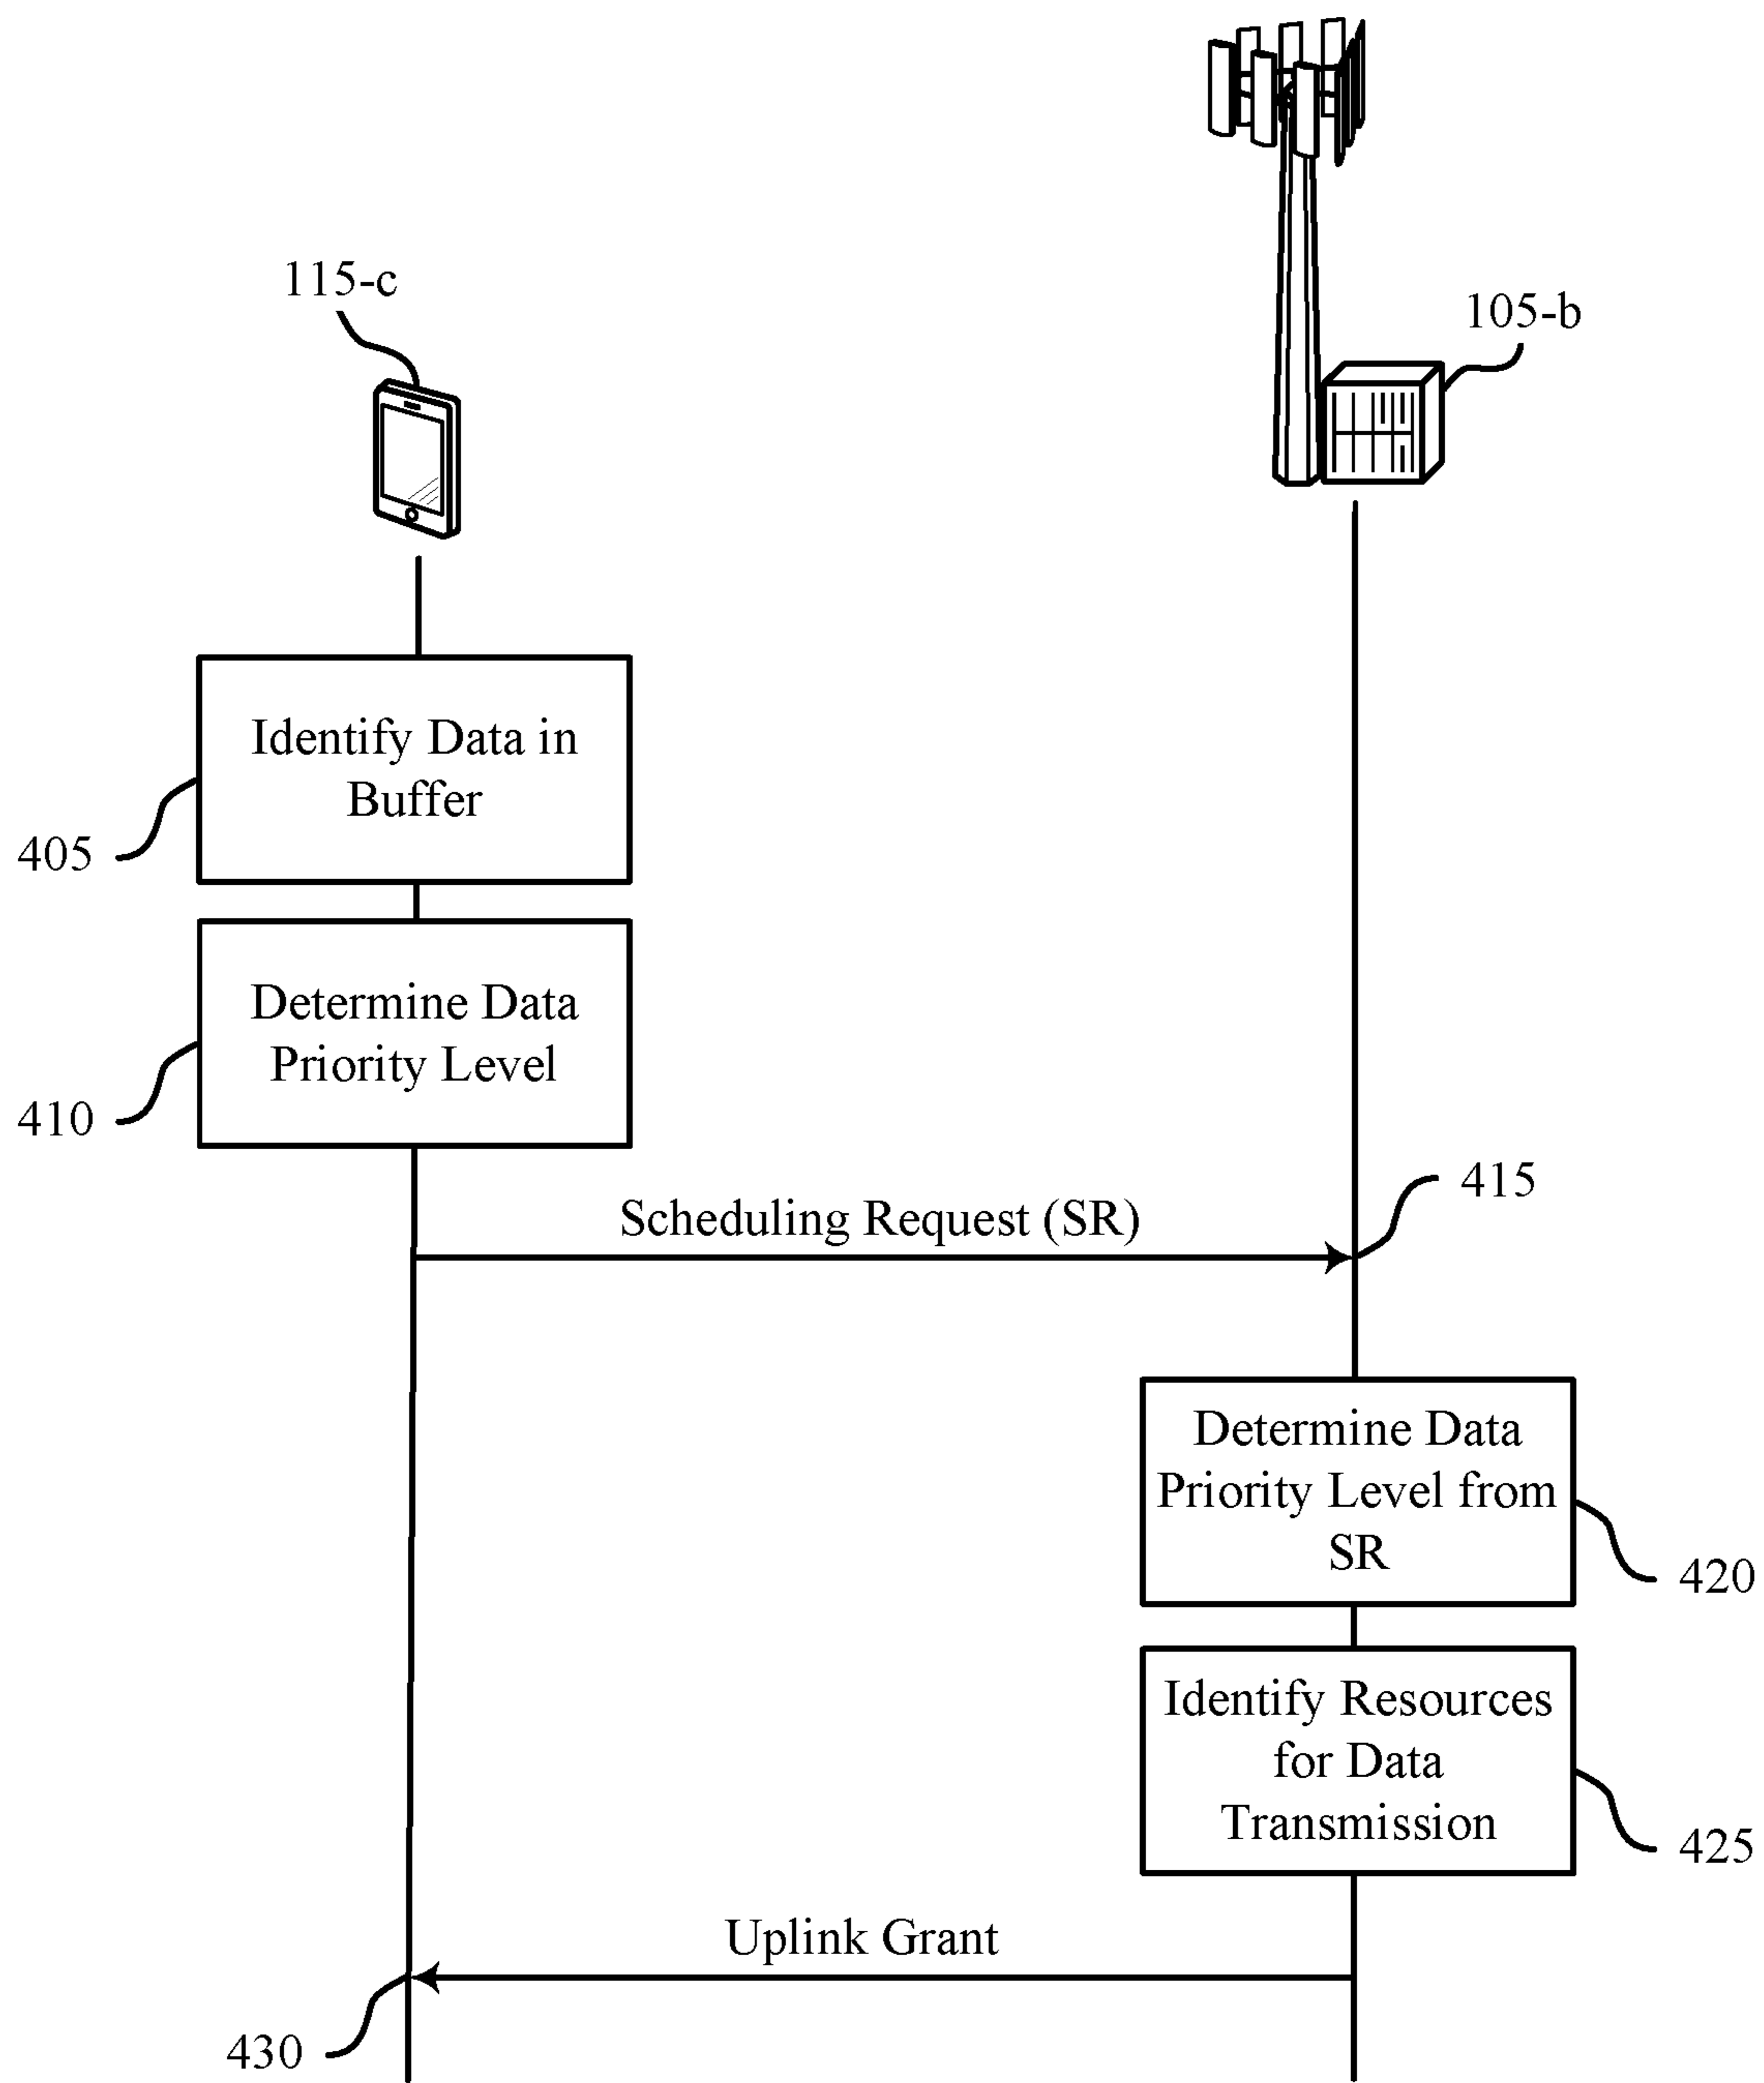 115-c
105-b
Identify Data in
Buffer
405
Determine Data
Priority Level
410
415
Scheduling Request (SR)
Determine Data
Priority Level from
SR
420
Identify Resources
for Data
Transmission
425
Uplink Grant
430